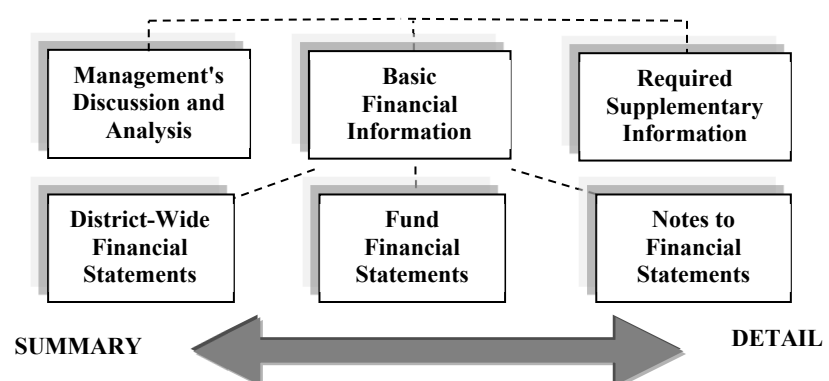 Management's
Discussion and
Analysis
Basic
Financial
Information
Required
Supplementary
Information
District-Wide
Financial
Statements
Fund
Financial
Statements
Notes to
Financial
Statements
SUMMARY
DETAIL